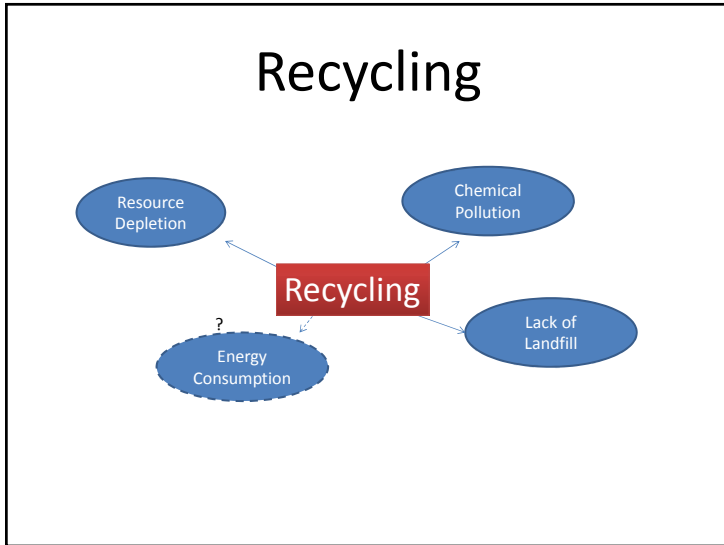 Recycling
Resource
Depletion
Chemical
Pollution
Recycling
Lack of
Landfill
?
Energy
Consumption